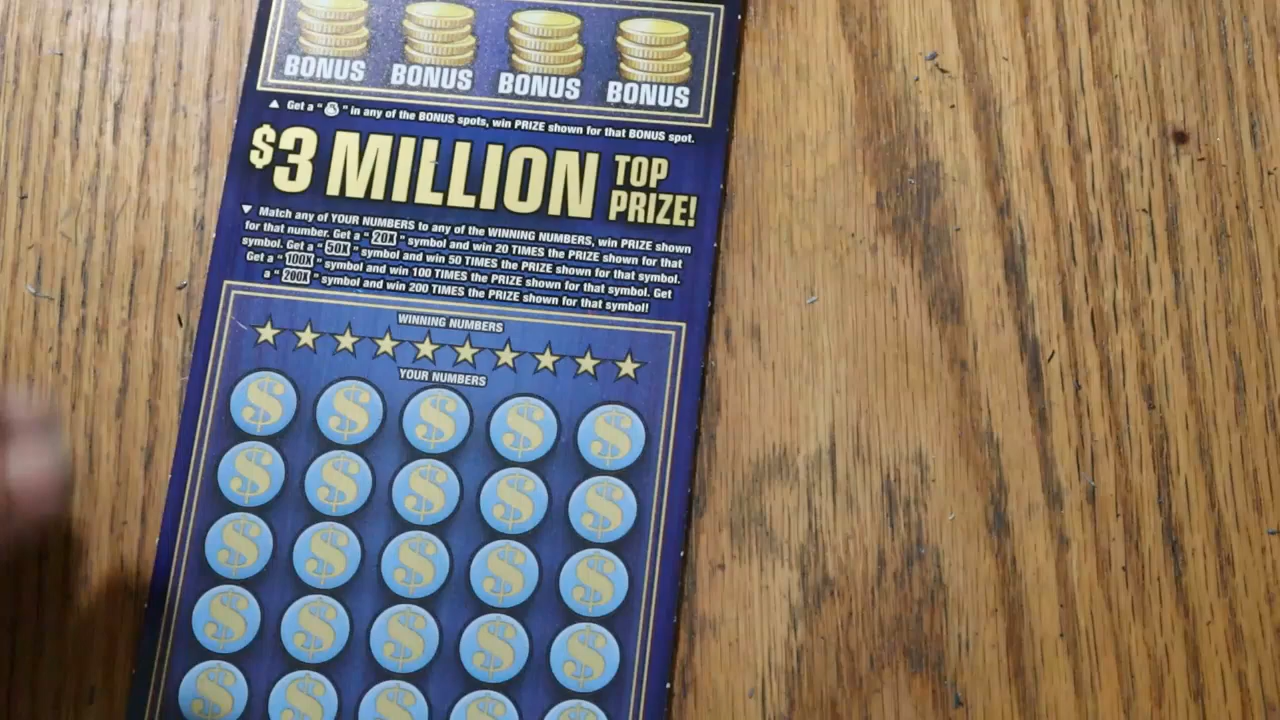 BONUS BONUS BONUS BONUS
▲ Get a " " in any of the BONUS spots, win PRIZE shown for that BONUS spot.
$3 MILLION TOP PRIZE!
▼ Match any of YOUR NUMBERS to any of the WINNING NUMBERS, win PRIZE shown
for that number. Get a "20X" symbol and win 20 TIMES the PRIZE shown for that
symbol. Get a "50X" symbol and win 50 TIMES the PRIZE shown for that symbol.
Get a "100X" symbol and win 100 TIMES the PRIZE shown for that symbol. Get
a "200X" symbol and win 200 TIMES the PRIZE shown for that symbol!
WINNING NUMBERS
YOUR NUMBERS
$ $ $ $ $
$ $ $ $ $
$ $ $ $ $
$ $ $ $ $
$ $ $ $ $